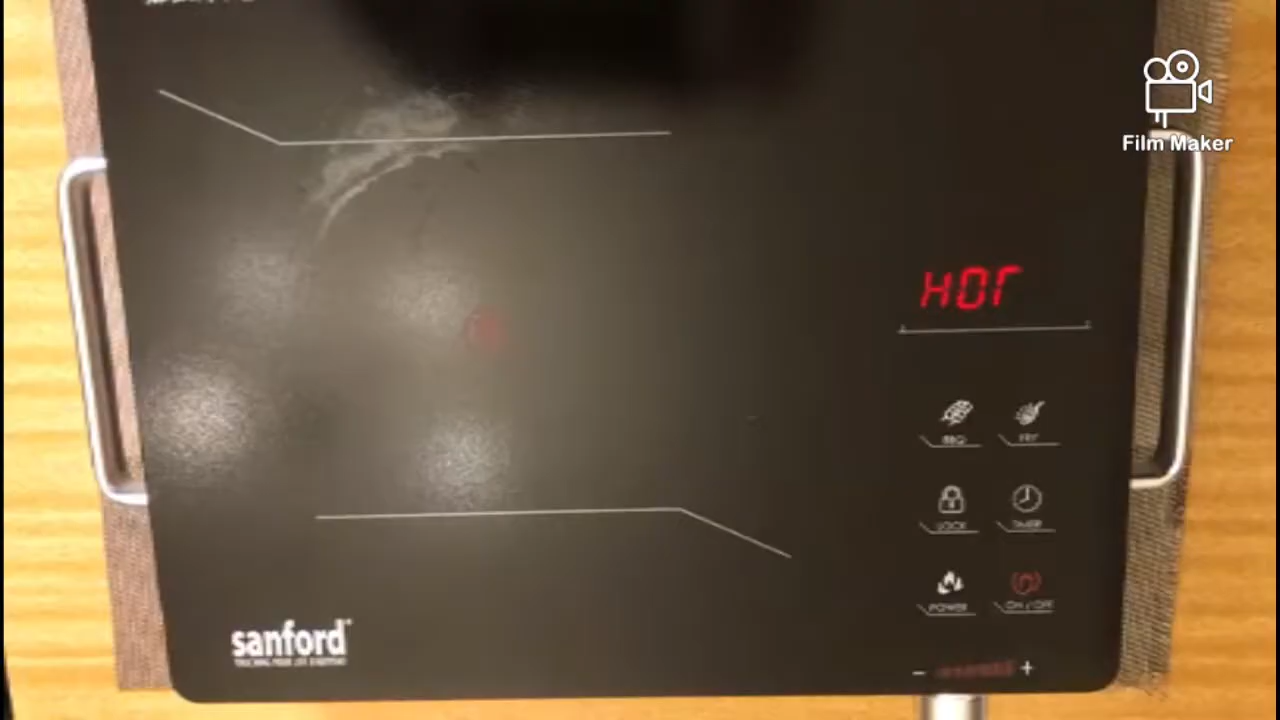 Film Maker
HOT
BBQ
FRY
LOCK
TIMER
POWER
ON / OFF
sanford
- +